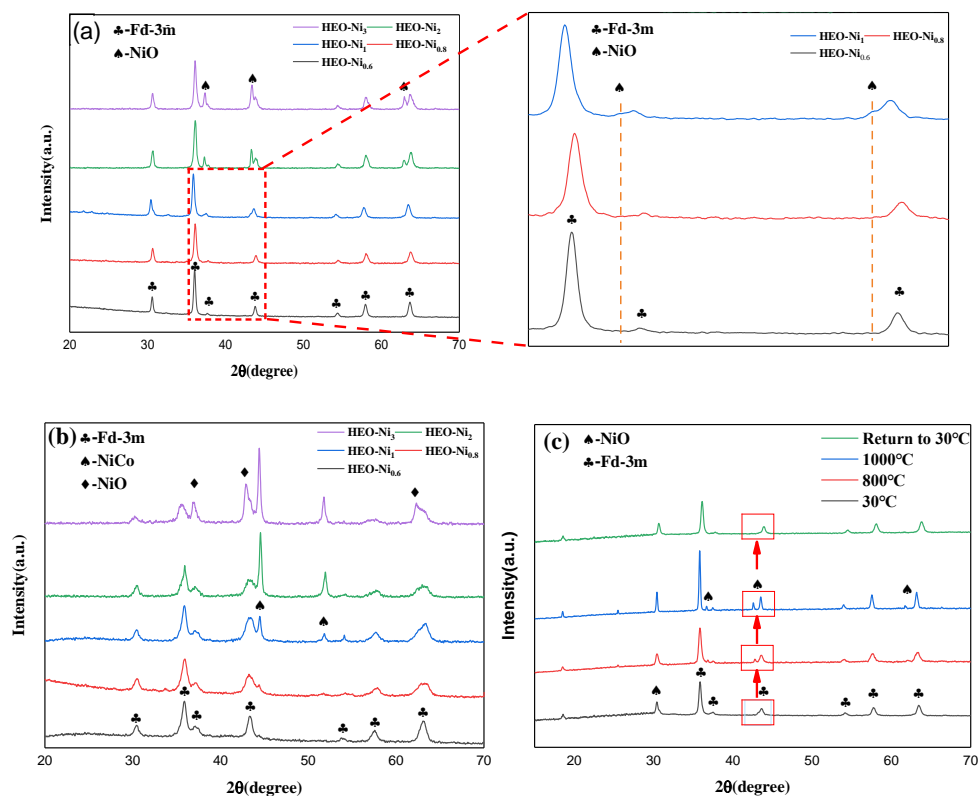 (a)
♣-Fd-3m
♠-NiO
HEO-Ni₃ HEO-Ni₂
HEO-Ni₁ HEO-Ni₀.₈
HEO-Ni₀.₆
Intensity(a.u.)
20 30 40 50 60 70
2θ(degree)
♣-Fd-3m
♠-NiO
HEO-Ni₁ HEO-Ni₀.₈
HEO-Ni₀.₆
(b)
♣-Fd-3m
♠-NiCo
♦-NiO
HEO-Ni₃ HEO-Ni₂
HEO-Ni₁ HEO-Ni₀.₈
HEO-Ni₀.₆
Intensity(a.u.)
20 30 40 50 60 70
2θ(degree)
(c)
♠-NiO
♣-Fd-3m
Return to 30°C
1000°C
800°C
30°C
Intensity(a.u.)
20 30 40 50 60 70
2θ(degree)